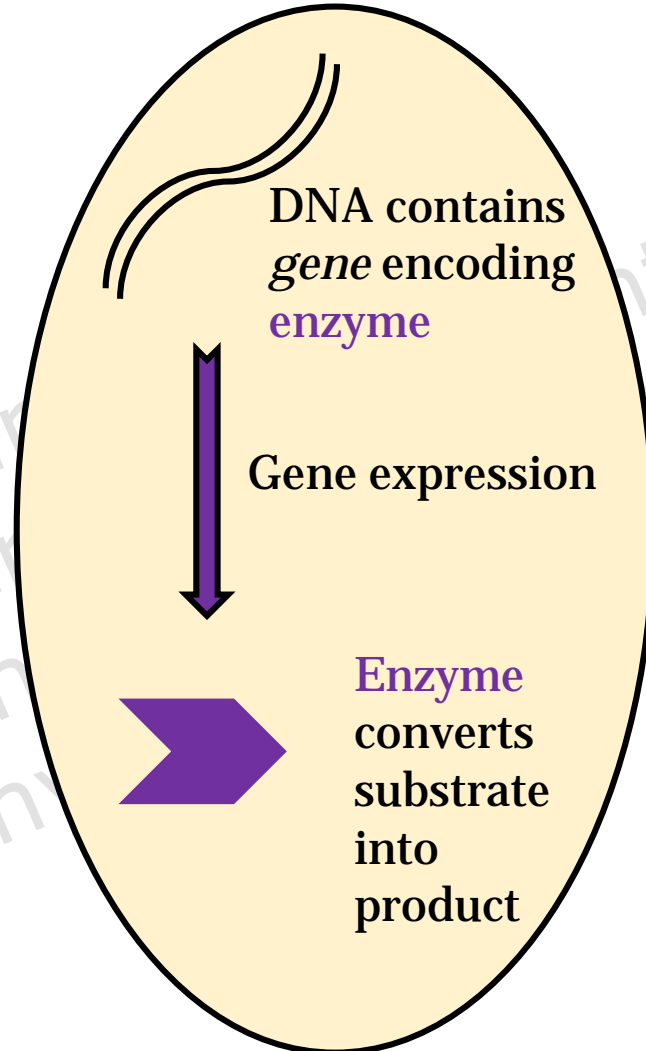 DNA contains
gene encoding
enzyme
Gene expression
Enzyme
converts
substrate
into
product